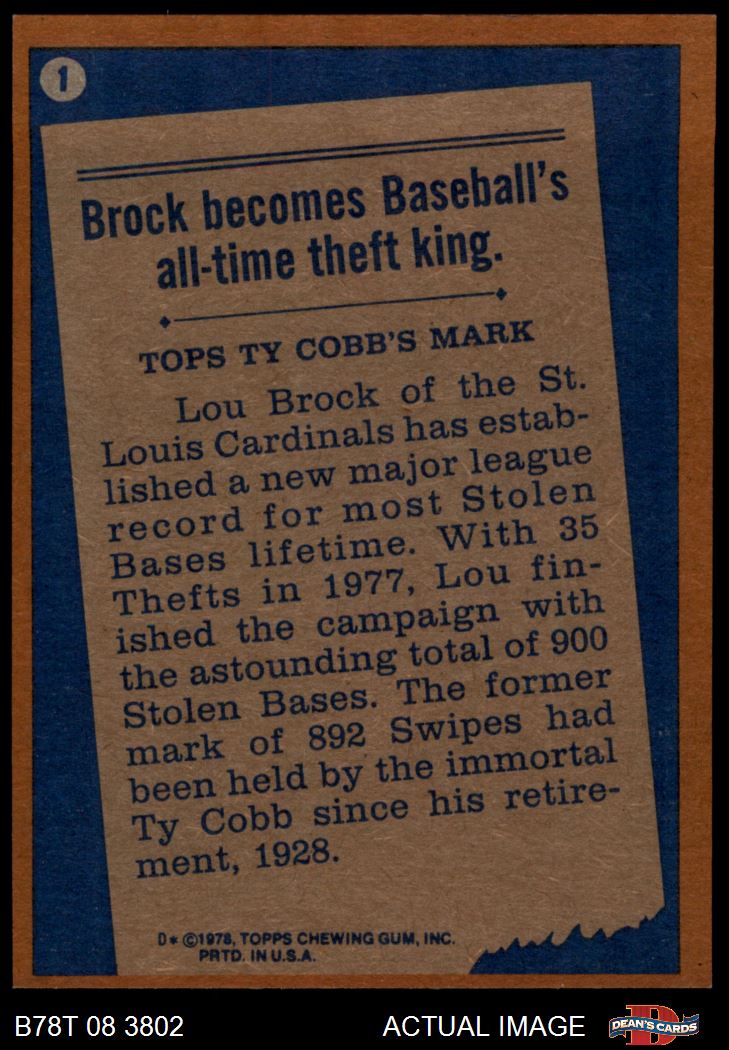 1
Brock becomes Baseball's
all-time theft king.
TOPS TY COBB'S MARK
Lou Brock of the St.
Louis Cardinals has estab-
lished a new major league
record for most Stolen
Bases lifetime. With 35
Thefts in 1977, Lou fin-
ished the campaign with
the astounding total of 900
Stolen Bases. The former
mark of 892 Swipes had
been held by the immortal
Ty Cobb since his retire-
ment, 1928.
D* ©1978, TOPPS CHEWING GUM, INC.
PRTD. IN U.S.A.
B78T 08 3802 ACTUAL IMAGE D DEAN'S CARDS